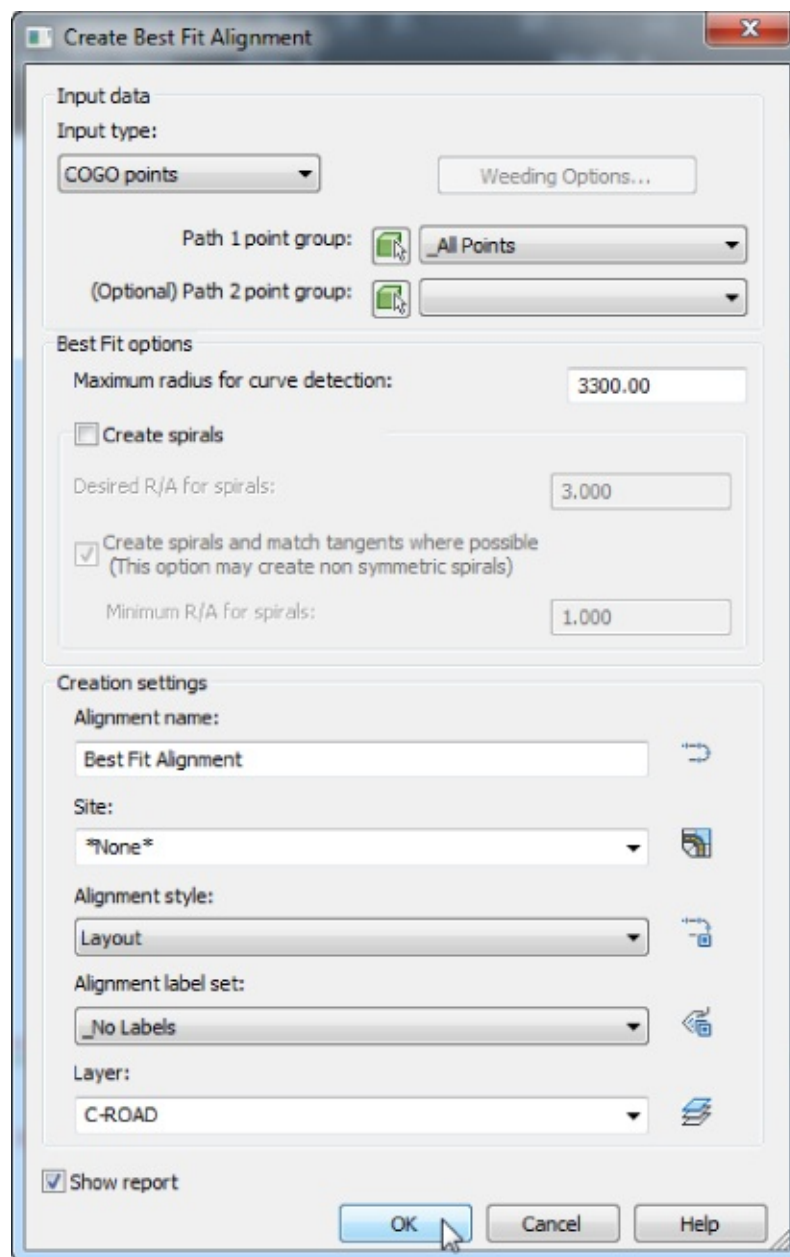 Create Best Fit Alignment
Input data
Input type:
COGO points
Weeding Options...
Path 1 point group:
_All Points
(Optional) Path 2 point group:
Best Fit options
Maximum radius for curve detection:
3300.00
Create spirals
Desired R/A for spirals:
3.000
Create spirals and match tangents where possible
(This option may create non symmetric spirals)
Minimum R/A for spirals:
1.000
Creation settings
Alignment name:
Best Fit Alignment
Site:
*None*
Alignment style:
Layout
Alignment label set:
_No Labels
Layer:
C-ROAD
Show report
OK
Cancel
Help